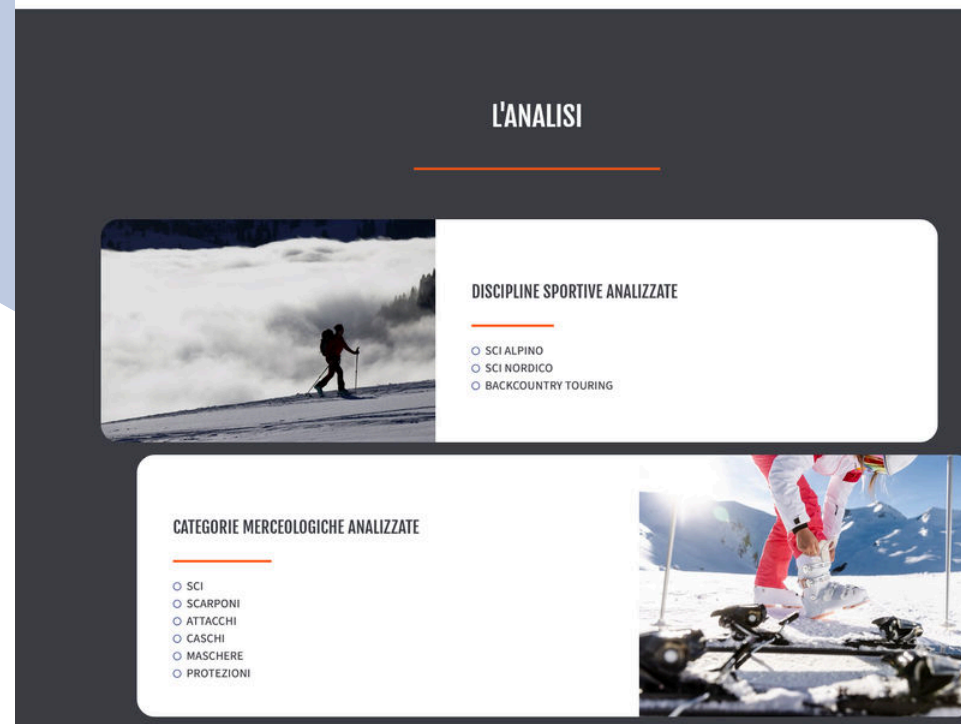 L'ANALISI
DISCIPLINE SPORTIVE ANALIZZATE
SCI ALPINO
SCI NORDICO
BACKCOUNTRY TOURING
CATEGORIE MERCEOLOGICHE ANALIZZATE
SCI
SCARPONI
ATTACCHI
CASCHI
MASCHERE
PROTEZIONI